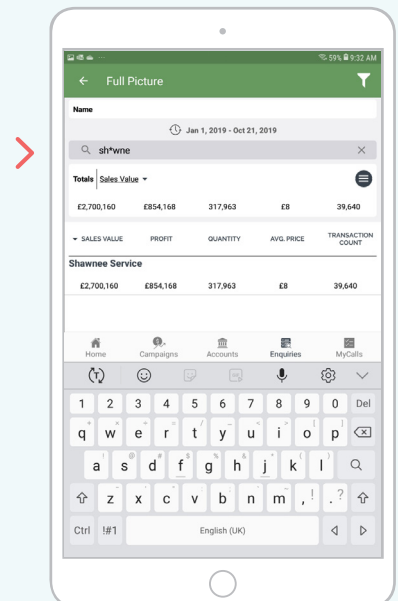 59% 9:32 AM
Full Picture
Name
Jan 1, 2019 - Oct 21, 2019
sh*wne
Totals Sales Value
£2,700,160 £854,168 317,963 £8 39,640
SALES VALUE PROFIT QUANTITY AVG. PRICE TRANSACTION COUNT
Shawnee Service
£2,700,160 £854,168 317,963 £8 39,640
Home Campaigns Accounts Enquiries MyCalls
1 2 3 4 5 6 7 8 9 0 Del
q w e r t y u i o p
a s d f g h j k l
z x c v b n m , ! . ?
Ctrl !#1 English (UK)